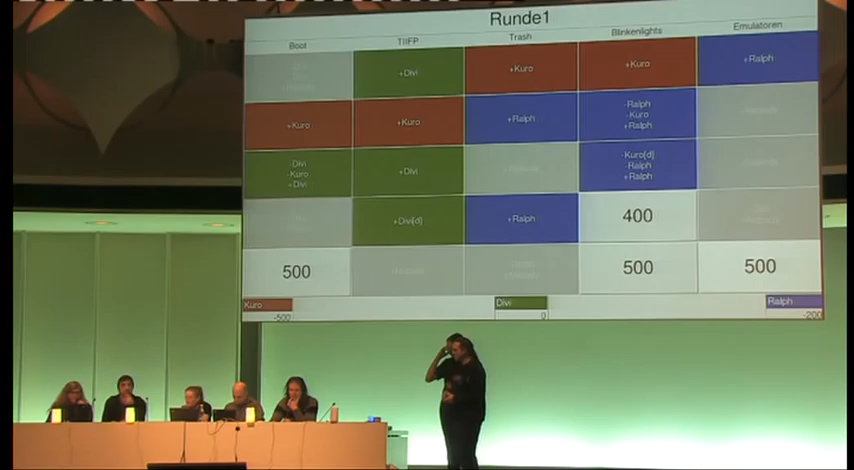 Runde1
Boot
TIIFP
Trash
Blinkenlights
Emulatoren
+Divi
+Kuro
+Kuro
+Ralph
+Kuro
+Kuro
+Ralph
-Ralph
-Kuro
+Ralph
-Divi
-Kuro
+Divi
+Divi
-Kuro[d]
-Ralph
+Ralph
+Divi[d]
+Ralph
400
500
500
500
Kuro
Divi
Ralph
-500
0
-200